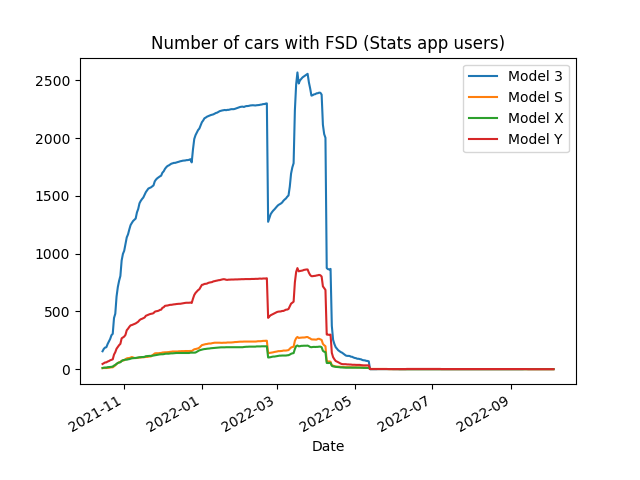 Number of cars with FSD (Stats app users)
2500
2000
1500
1000
500
0
Model 3
Model S
Model X
Model Y
2021-11
2022-01
2022-03
2022-05
2022-07
2022-09
Date